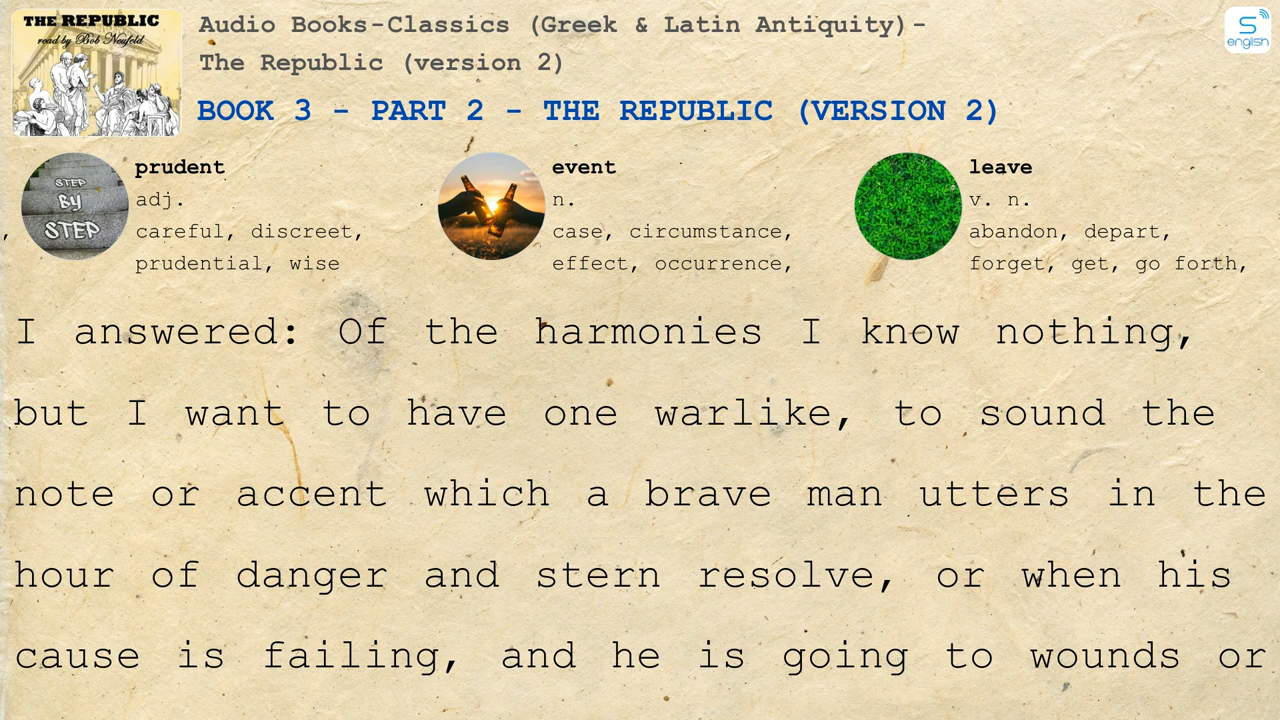 THE REPUBLIC
read by Bob Neufeld
Audio Books-Classics (Greek & Latin Antiquity)-
The Republic (version 2)
S
english
BOOK 3 - PART 2 - THE REPUBLIC (VERSION 2)
STEP
BY
STEP
prudent
adj.
careful, discreet,
prudential, wise
event
n.
case, circumstance,
effect, occurrence,
leave
v. n.
abandon, depart,
forget, get, go forth,
I answered: Of the harmonies I know nothing,
but I want to have one warlike, to sound the
note or accent which a brave man utters in the
hour of danger and stern resolve, or when his
cause is failing, and he is going to wounds or